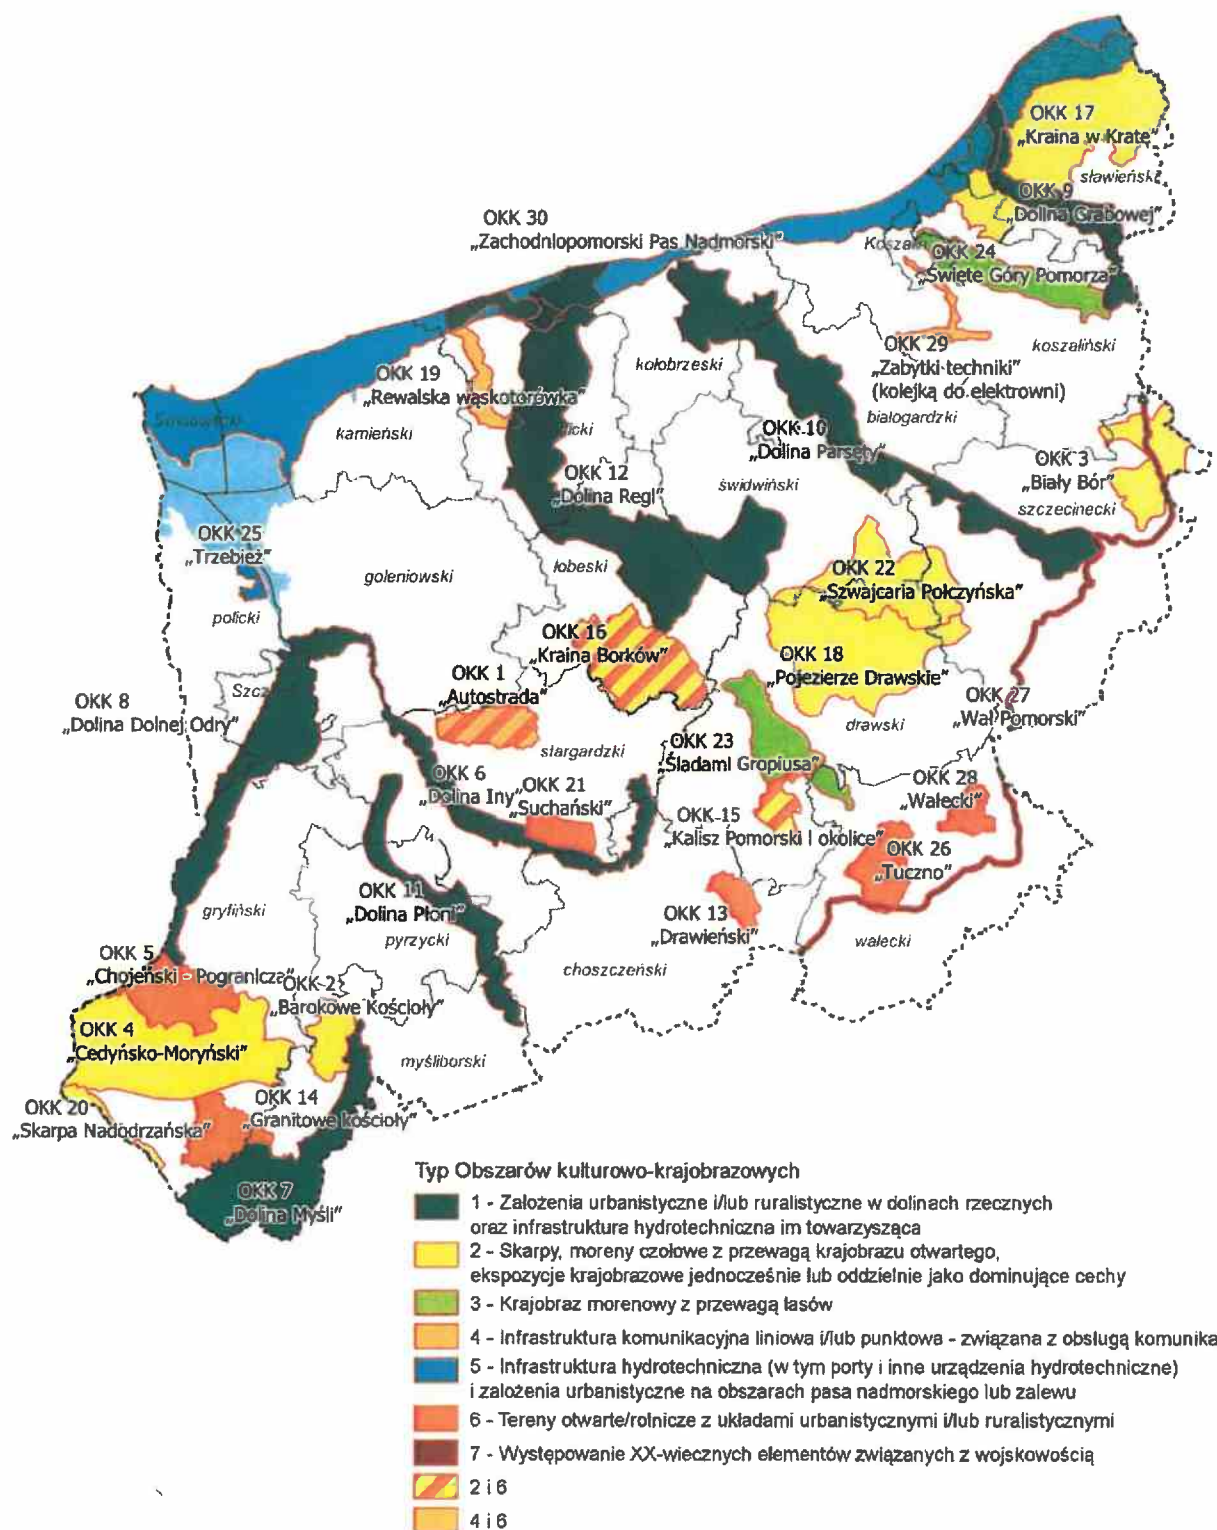 OKK 17
„Kraina w Kratę"
sławieński
OKK 9
„Dolina Grabowej"
OKK 30
„Zachodniopomorski Pas Nadmorski"
OKK 24
„Święte Góry Pomorza"
OKK 29
„Zabytki techniki"
(kolejką do elektrowni)
koszaliński
kołobrzeski
OKK 19
„Rewalska wąskotorówka"
kamieński
białogardzki
OKK 10
„Dolina Parsęty"
OKK 3
„Biały Bór"
szczecinecki
OKK 12
„Dolina Regi"
świdwiński
OKK 25
„Trzebież"
goleniowski
łobeski
OKK 22
„Szwajcaria Połczyńska"
policki
OKK 16
„Kraina Borków"
OKK 1
„Autostrada"
OKK 18
„Pojezierze Drawskie"
OKK 8
„Dolina Dolnej Odry"
OKK 27
„Wał Pomorski"
drawski
stargardzki
OKK 23
„Śladami Gropiusa"
OKK 6
„Dolina Iny"
OKK 21
„Suchański"
OKK 28
„Wałecki"
OKK 15
„Kalisz Pomorski i okolice"
OKK 26
„Tuczno"
OKK 11
„Dolina Płoni"
gryfiński
pyrzycki
OKK 13
„Drawieński"
wałecki
OKK 5
„Chojeński - Pogranicza"
choszczeński
OKK 2
„Barokowe Kościoły"
OKK 4
„Cedyńsko-Moryński"
myśliborski
OKK 20
„Skarpa Nadodrzańska"
OKK 14
„Granitowe kościoły"
OKK 7
„Dolina Myśli"
Typ Obszarów kulturowo-krajobrazowych
1 - Założenia urbanistyczne i/lub ruralistyczne w dolinach rzecznych
oraz infrastruktura hydrotechniczna im towarzysząca
2 - Skarpy, moreny czołowe z przewagą krajobrazu otwartego,
ekspozycje krajobrazowe jednocześnie lub oddzielnie jako dominujące cechy
3 - Krajobraz morenowy z przewagą lasów
4 - Infrastruktura komunikacyjna liniowa i/lub punktowa - związana z obsługą komunika
5 - Infrastruktura hydrotechniczna (w tym porty i inne urządzenia hydrotechniczne)
i założenia urbanistyczne na obszarach pasa nadmorskiego lub zalewu
6 - Tereny otwarte/rolnicze z układami urbanistycznymi i/lub ruralistycznymi
7 - Występowanie XX-wiecznych elementów związanych z wojskowością
2 i 6
4 i 6